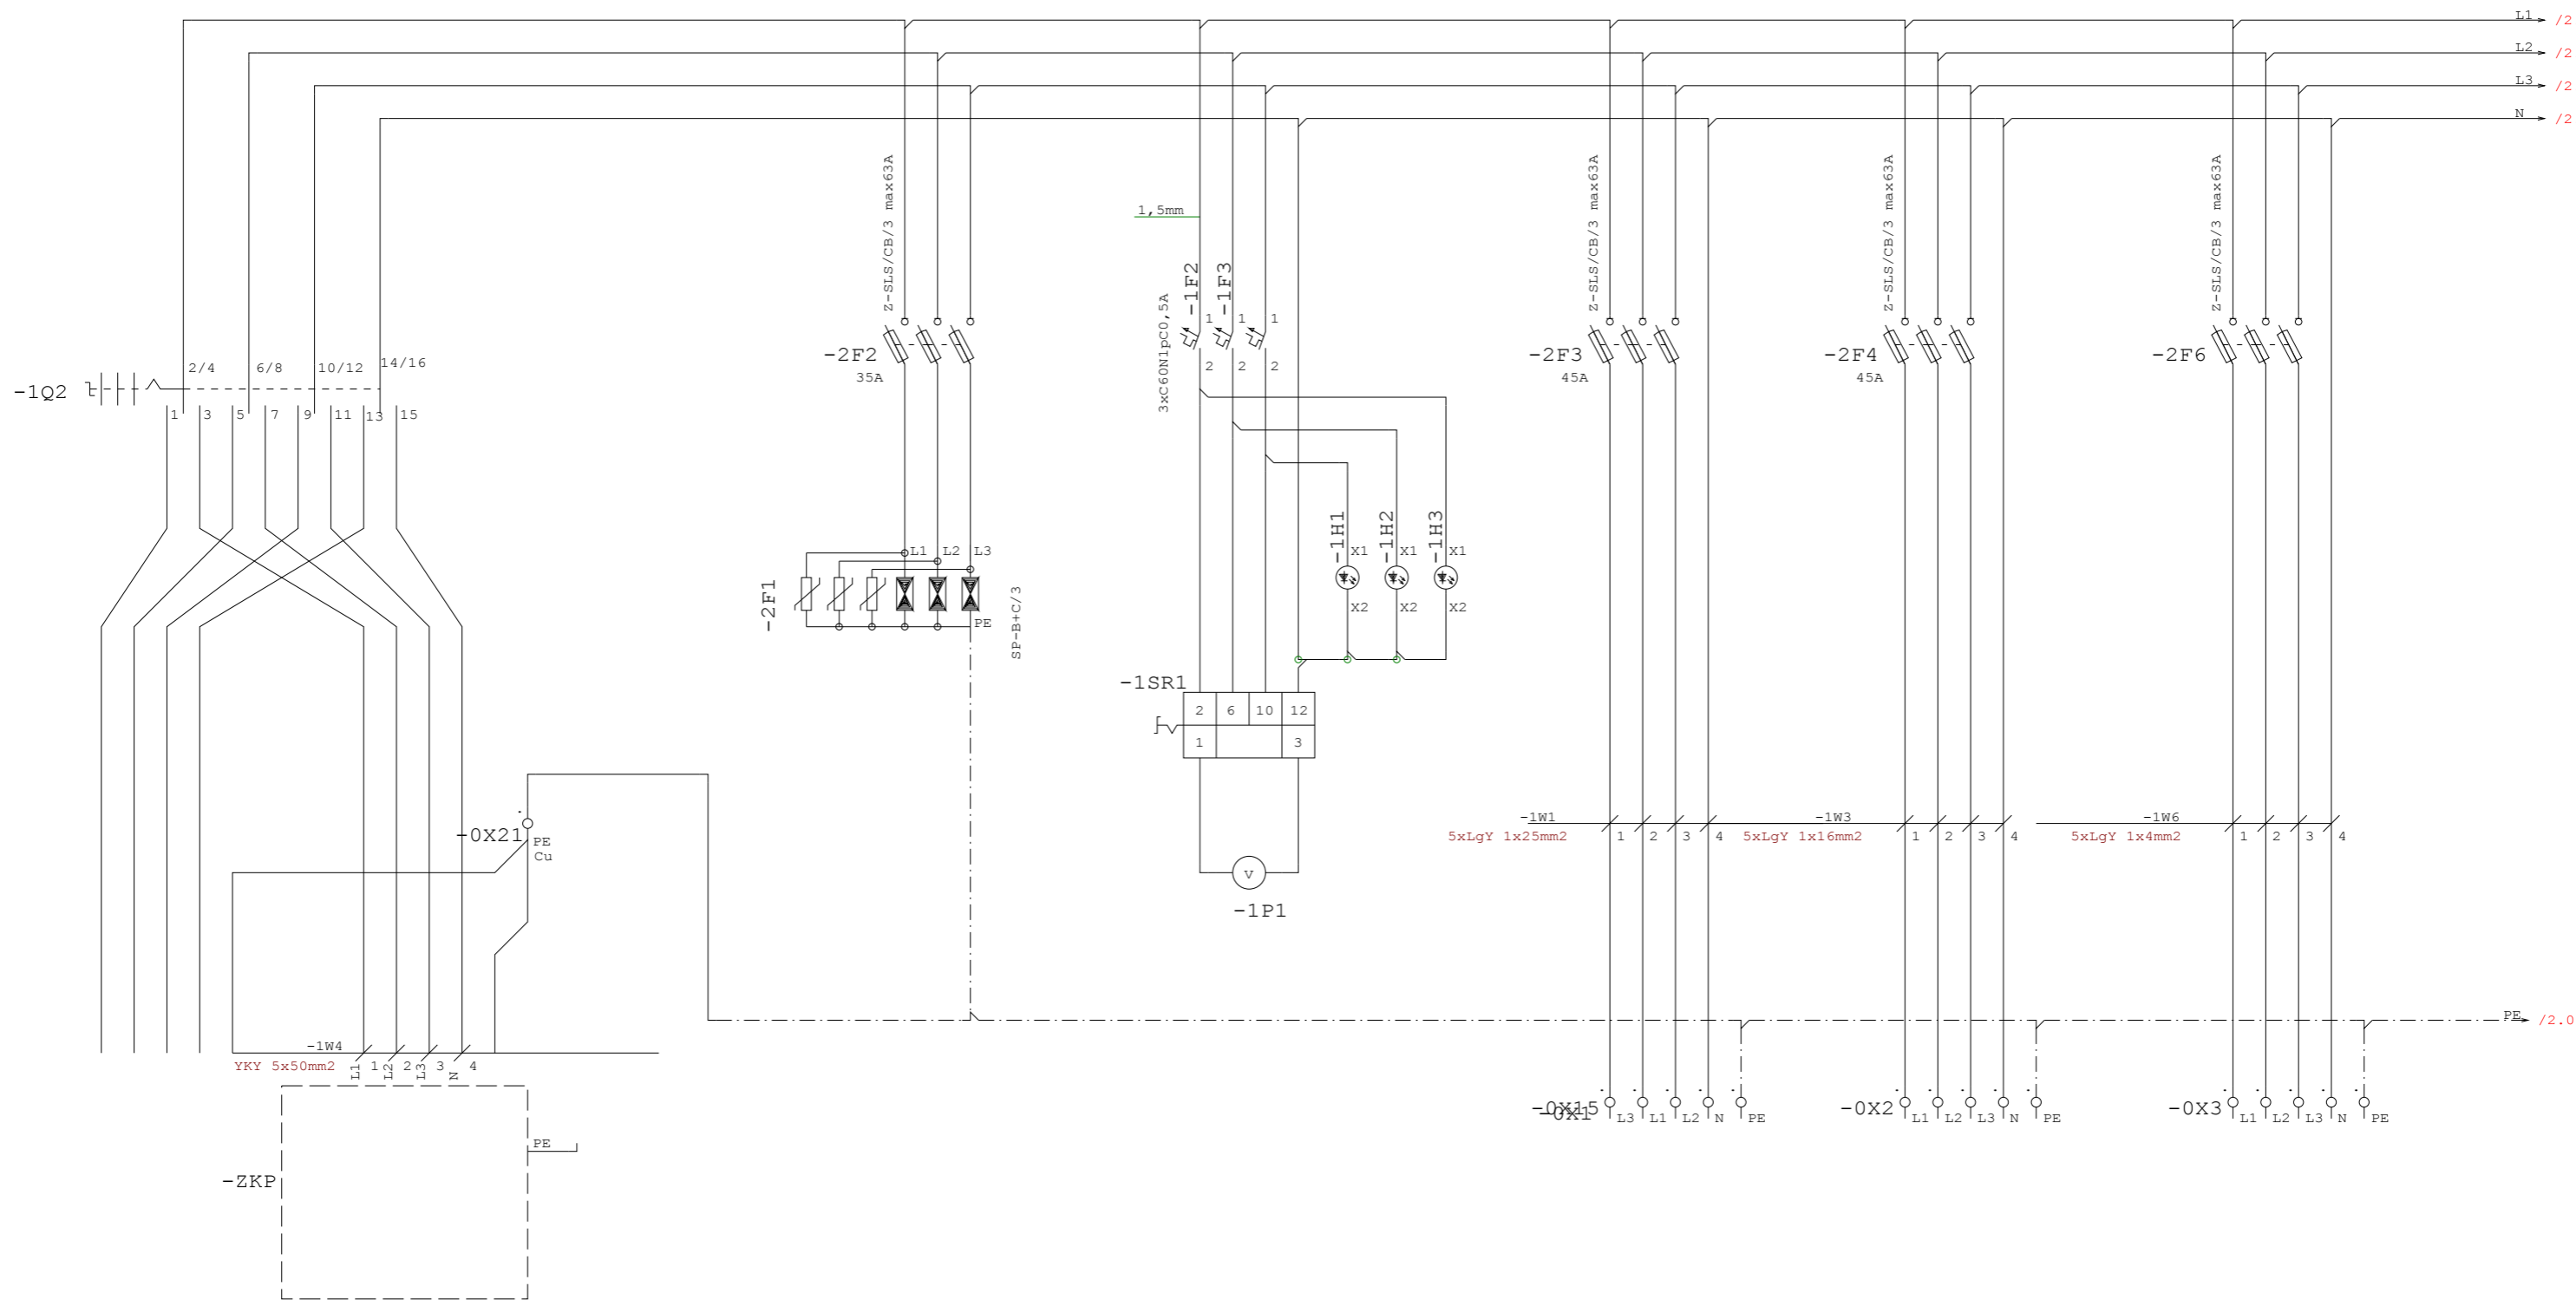 L1 /2
L2 /2
L3 /2
N /2
Z-SLS/CB/3 max63A
Z-SLS/CB/3 max63A
Z-SLS/CB/3 max63A
Z-SLS/CB/3 max63A
1,5mm
-1F2
-1F3
3xC60N1pC0,5A
1 1 1
2 2 2
-2F2
35A
-2F3
45A
-2F4
45A
-2F6
-1Q2
2/4 6/8 10/12 14/16
1 3 5 7 9 11 13 15
-1H1
-1H2
-1H3
X1 X1 X1
X2 X2 X2
L1 L2 L3
-2F1
PE
SP-B+C/3
-1SR1
2 6 10 12
1 3
V
-1P1
-0X21
PE
Cu
-1W1
5xLgY 1x25mm2
1 2 3 4
-1W3
5xLgY 1x16mm2
1 2 3 4
-1W6
5xLgY 1x4mm2
1 2 3 4
PE /2.0
-1W4
YKY 5x50mm2
L1 1 L2 2 L3 3 N 4
-0X15
-0X1
L3 L1 L2 N PE
-0X2
L1 L2 L3 N PE
-0X3
L1 L2 L3 N PE
PE
-ZKP